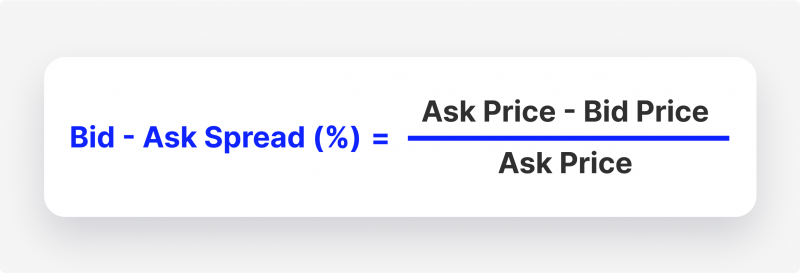 Bid - Ask Spread (%) =
Ask Price - Bid Price
Ask Price